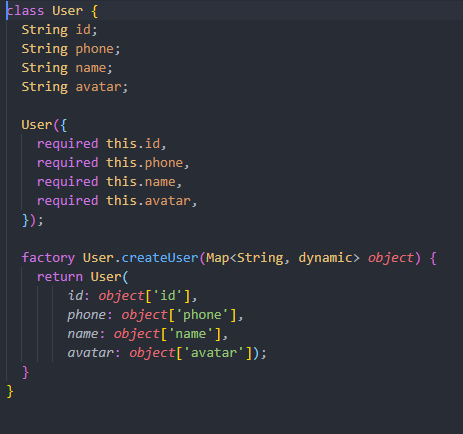 class User {
  String id;
  String phone;
  String name;
  String avatar;

  User({
    required this.id,
    required this.phone,
    required this.name,
    required this.avatar,
  });

  factory User.createUser(Map<String, dynamic> object) {
    return User(
        id: object['id'],
        phone: object['phone'],
        name: object['name'],
        avatar: object['avatar']);
  }
}